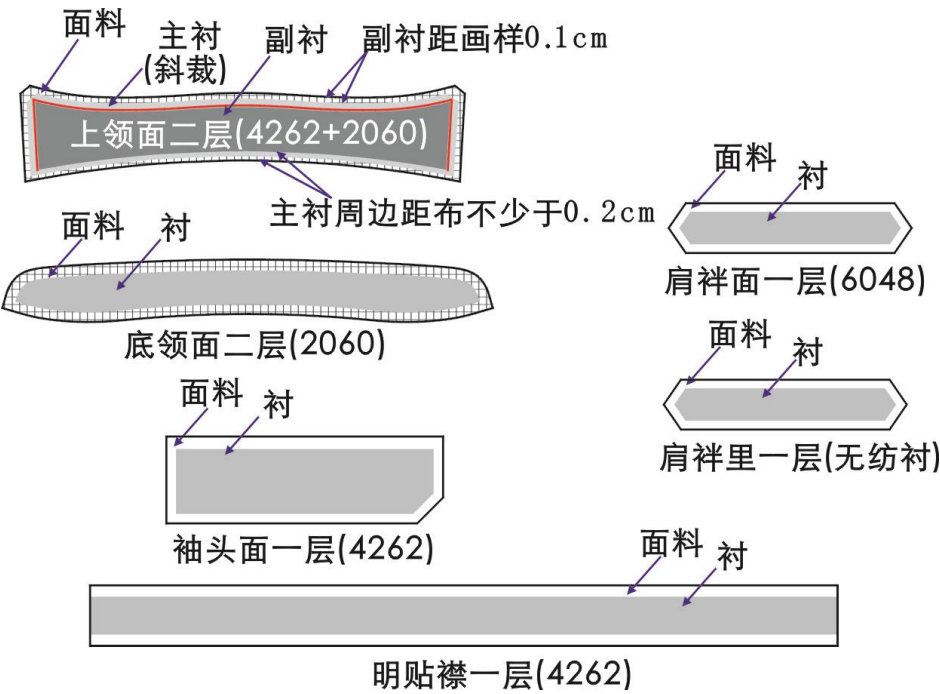 面料
主衬
(斜裁)
副衬
副衬距画样0.1cm
上领面二层(4262+2060)
主衬周边距布不少于0.2cm
面料
衬
底领面二层(2060)
面料
衬
肩袢面一层(6048)
面料
衬
肩袢里一层(无纺衬)
面料
衬
袖头面一层(4262)
面料
衬
明贴襟一层(4262)